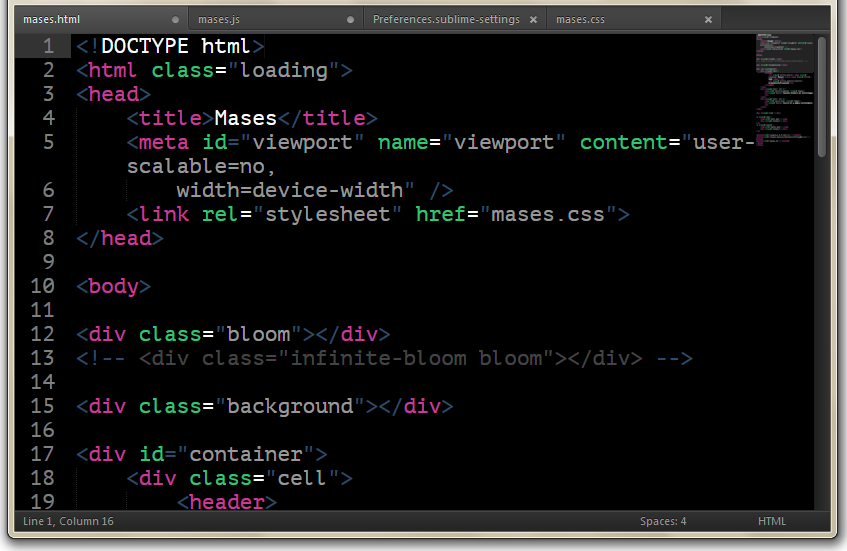 mases.html mases.js Preferences.sublime-settings mases.css
1 <!DOCTYPE html>
2 <html class="loading">
3 <head>
4 <title>Mases</title>
5 <meta id="viewport" name="viewport" content="user-
scalable=no,
6 width=device-width" />
7 <link rel="stylesheet" href="mases.css">
8 </head>
9
10 <body>
11
12 <div class="bloom"></div>
13 <!-- <div class="infinite-bloom bloom"></div> -->
14
15 <div class="background"></div>
16
17 <div id="container">
18 <div class="cell">
19 <header>
Line 1, Column 16 Spaces: 4 HTML